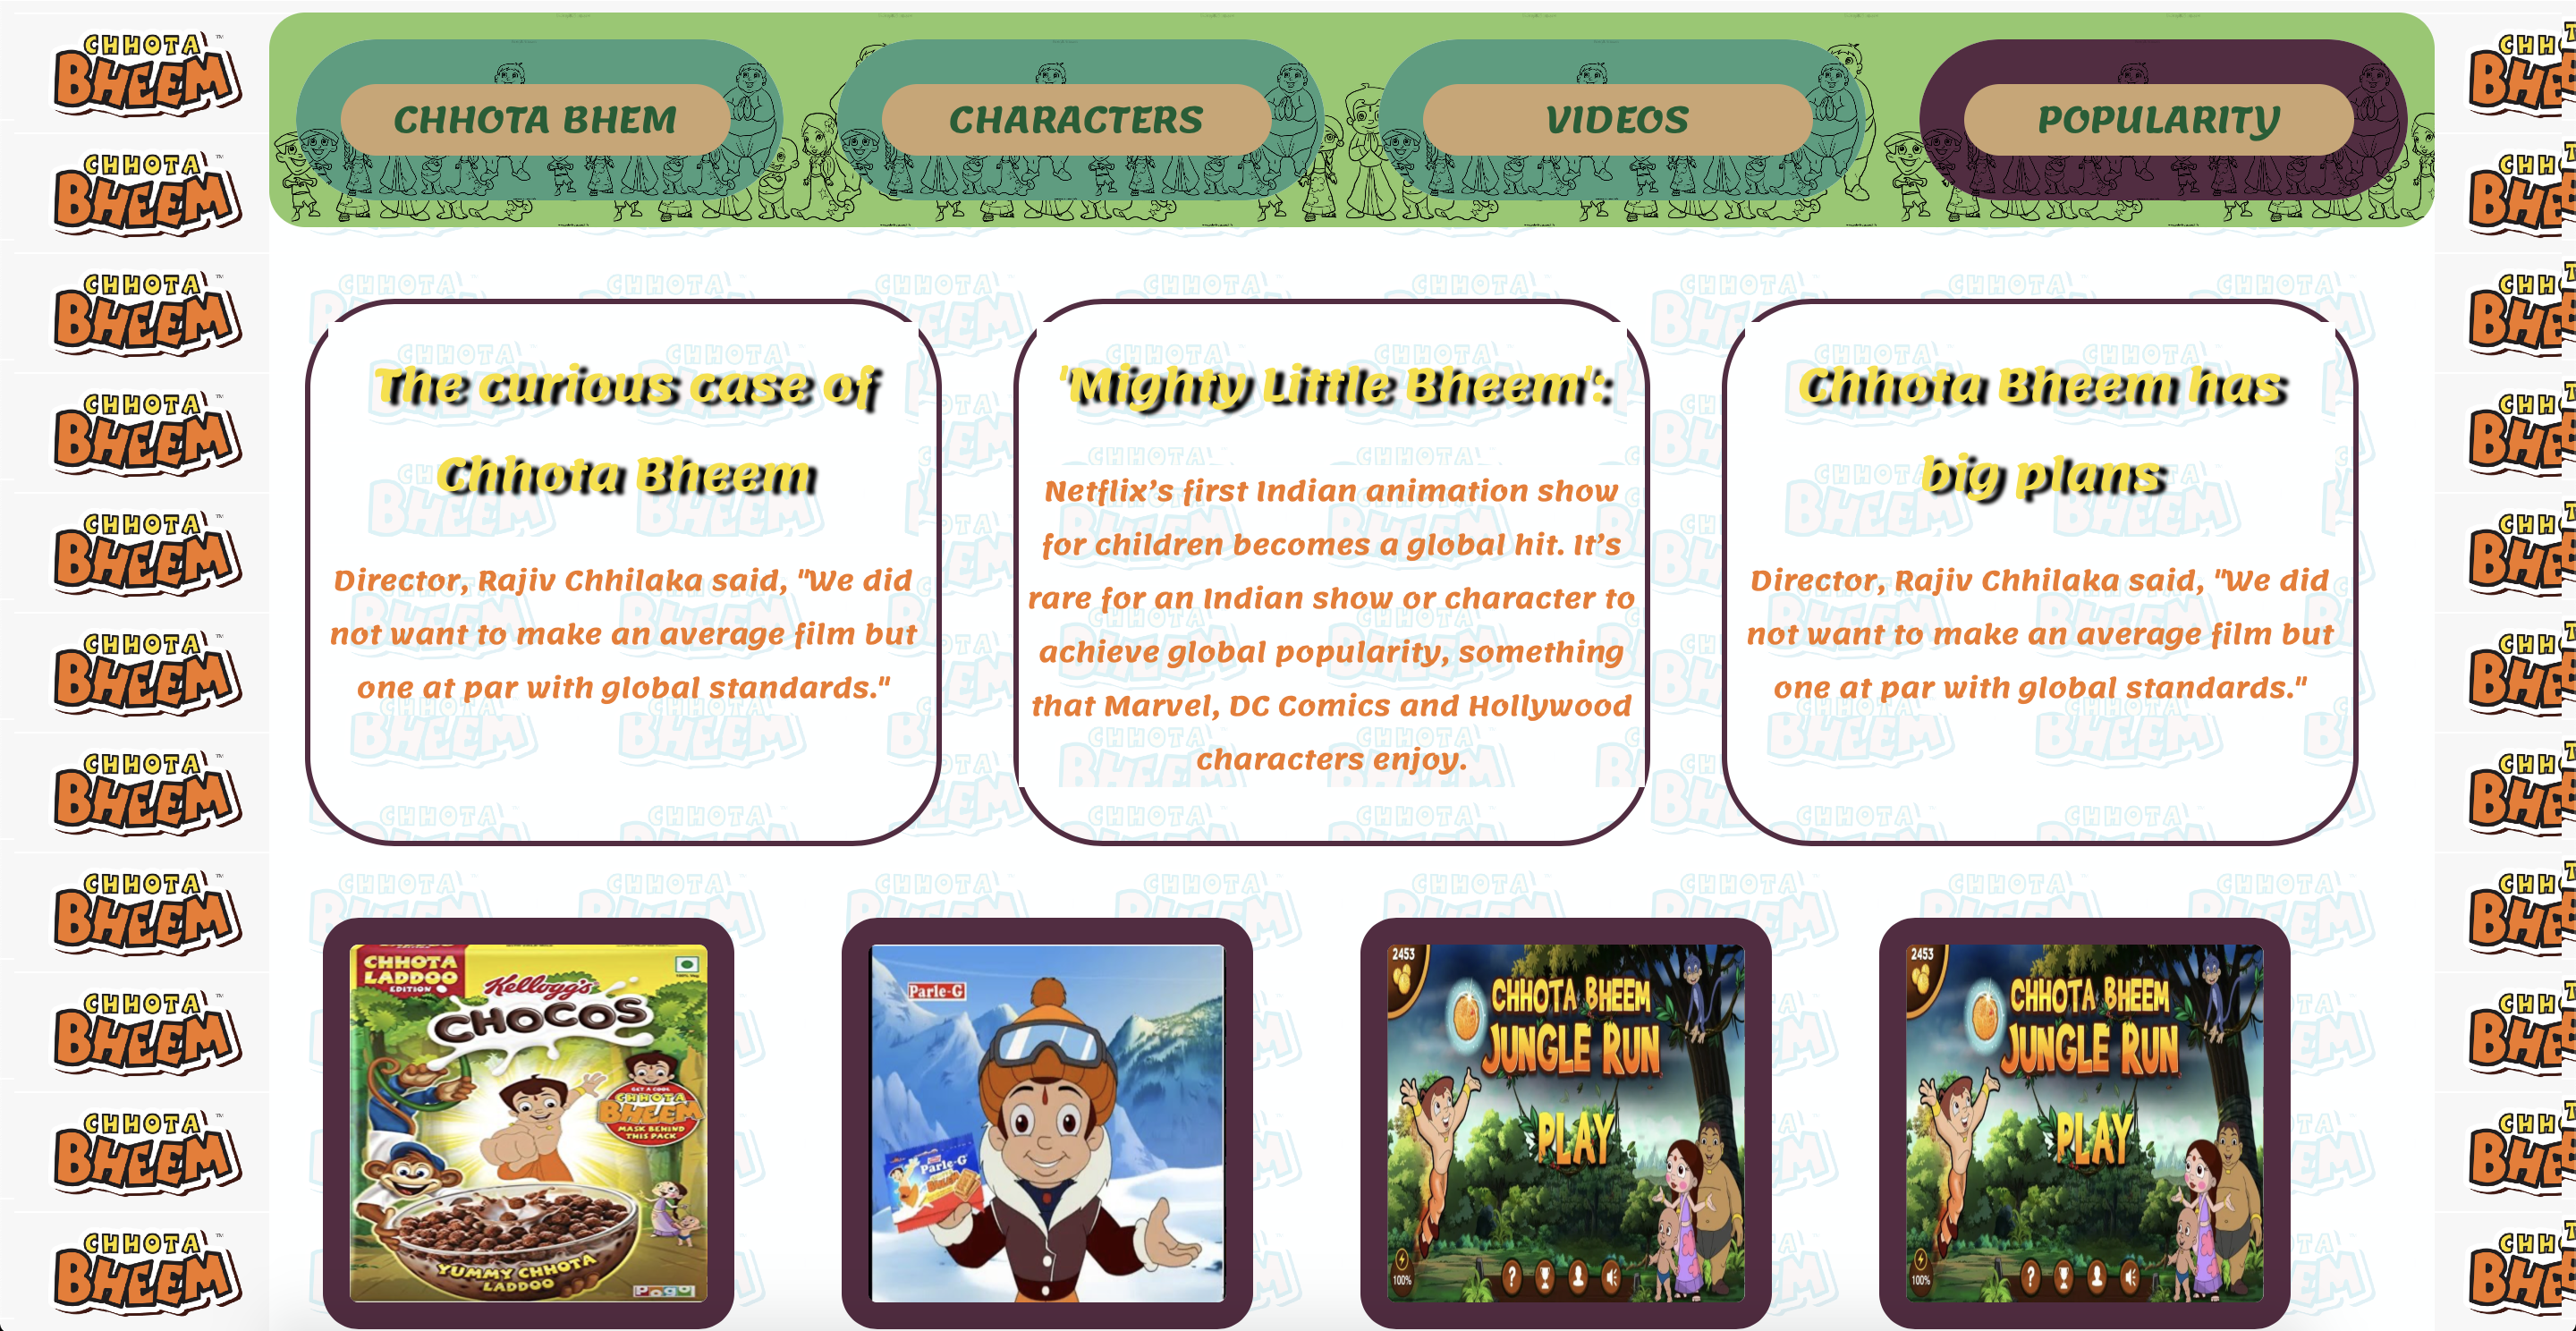 CHHOTA BHEM
CHARACTERS
VIDEOS
POPULARITY
CHHOTA
BHEEM
The curious case of
Chhota Bheem
Director, Rajiv Chhilaka said, "We did
not want to make an average film but
one at par with global standards."
'Mighty Little Bheem':
Netflix’s first Indian animation show
for children becomes a global hit. It’s
rare for an Indian show or character to
achieve global popularity, something
that Marvel, DC Comics and Hollywood
characters enjoy.
Chhota Bheem has
big plans
Director, Rajiv Chhilaka said, "We did
not want to make an average film but
one at par with global standards."
CHHOTA
LADDOO
EDITION
Kellogg's
CHOCOS
GET A COOL
CHHOTA
BHEEM
MASK BEHIND
THIS PACK
YUMMY CHHOTA
LADDOO
Pogo
Parle-G
Parle-G
2453
CHHOTA BHEEM
JUNGLE RUN
PLAY
100%
2453
CHHOTA BHEEM
JUNGLE RUN
PLAY
100%